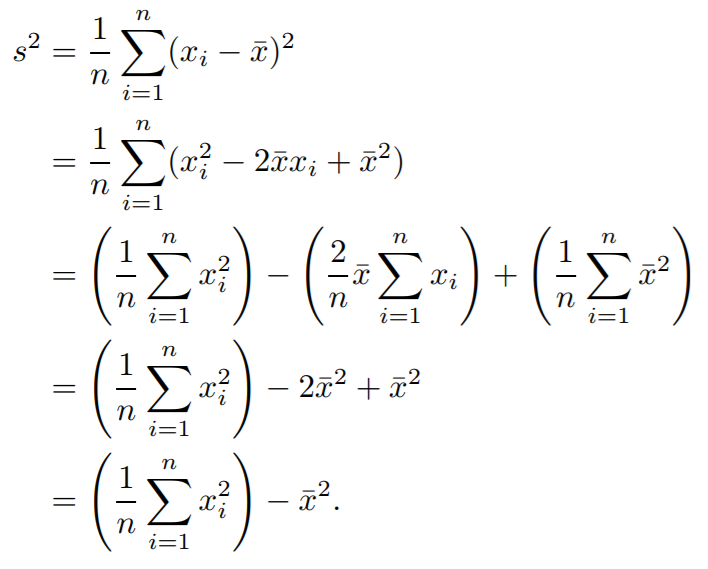 $s^2 = \frac{1}{n} \sum_{i=1}^{n} (x_i - \bar{x})^2$
$= \frac{1}{n} \sum_{i=1}^{n} (x_i^2 - 2\bar{x}x_i + \bar{x}^2)$
$= \left( \frac{1}{n} \sum_{i=1}^{n} x_i^2 \right) - \left( \frac{2}{n} \bar{x} \sum_{i=1}^{n} x_i \right) + \left( \frac{1}{n} \sum_{i=1}^{n} \bar{x}^2 \right)$
$= \left( \frac{1}{n} \sum_{i=1}^{n} x_i^2 \right) - 2\bar{x}^2 + \bar{x}^2$
$= \left( \frac{1}{n} \sum_{i=1}^{n} x_i^2 \right) - \bar{x}^2.$